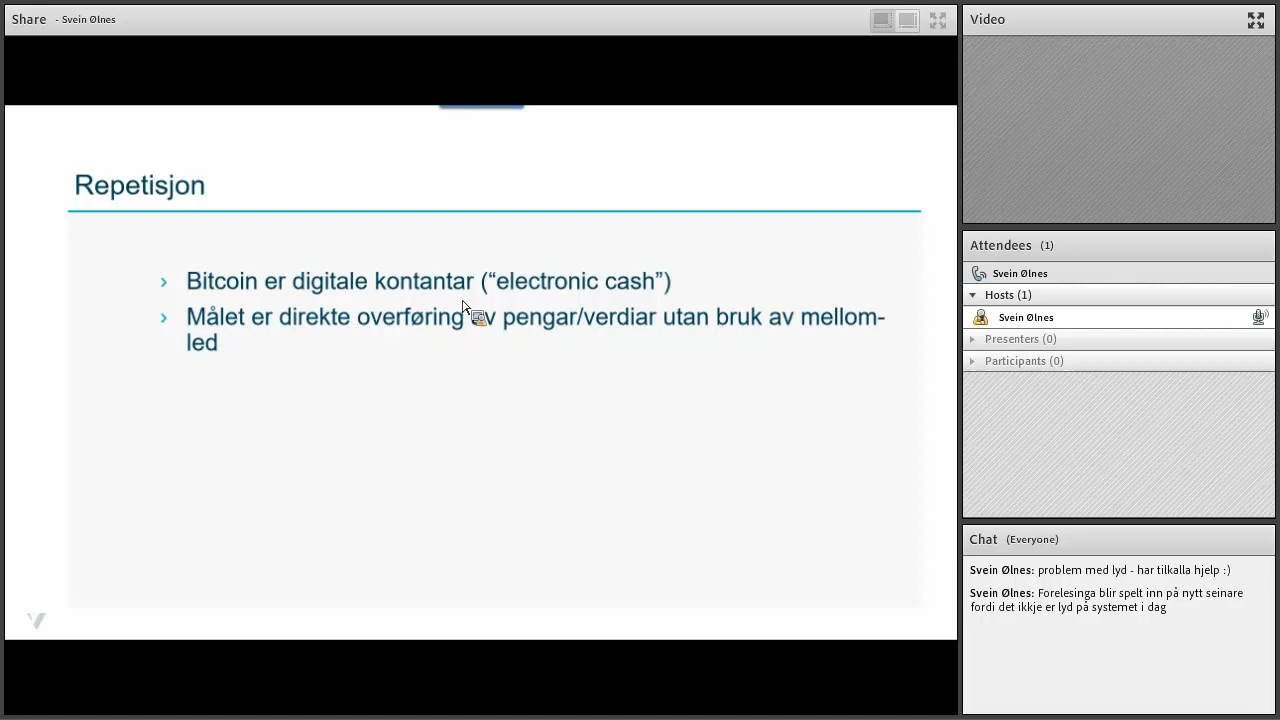 Share - Svein Ølnes
Repetisjon
› Bitcoin er digitale kontantar (“electronic cash”)
› Målet er direkte overføring av pengar/verdiar utan bruk av mellom-
led
Video
Attendees (1)
Svein Ølnes
Hosts (1)
Svein Ølnes
Presenters (0)
Participants (0)
Chat (Everyone)
Svein Ølnes: problem med lyd - har tilkalla hjelp :)
Svein Ølnes: Forelesinga blir spelt inn på nytt seinare
fordi det ikkje er lyd på systemet i dag